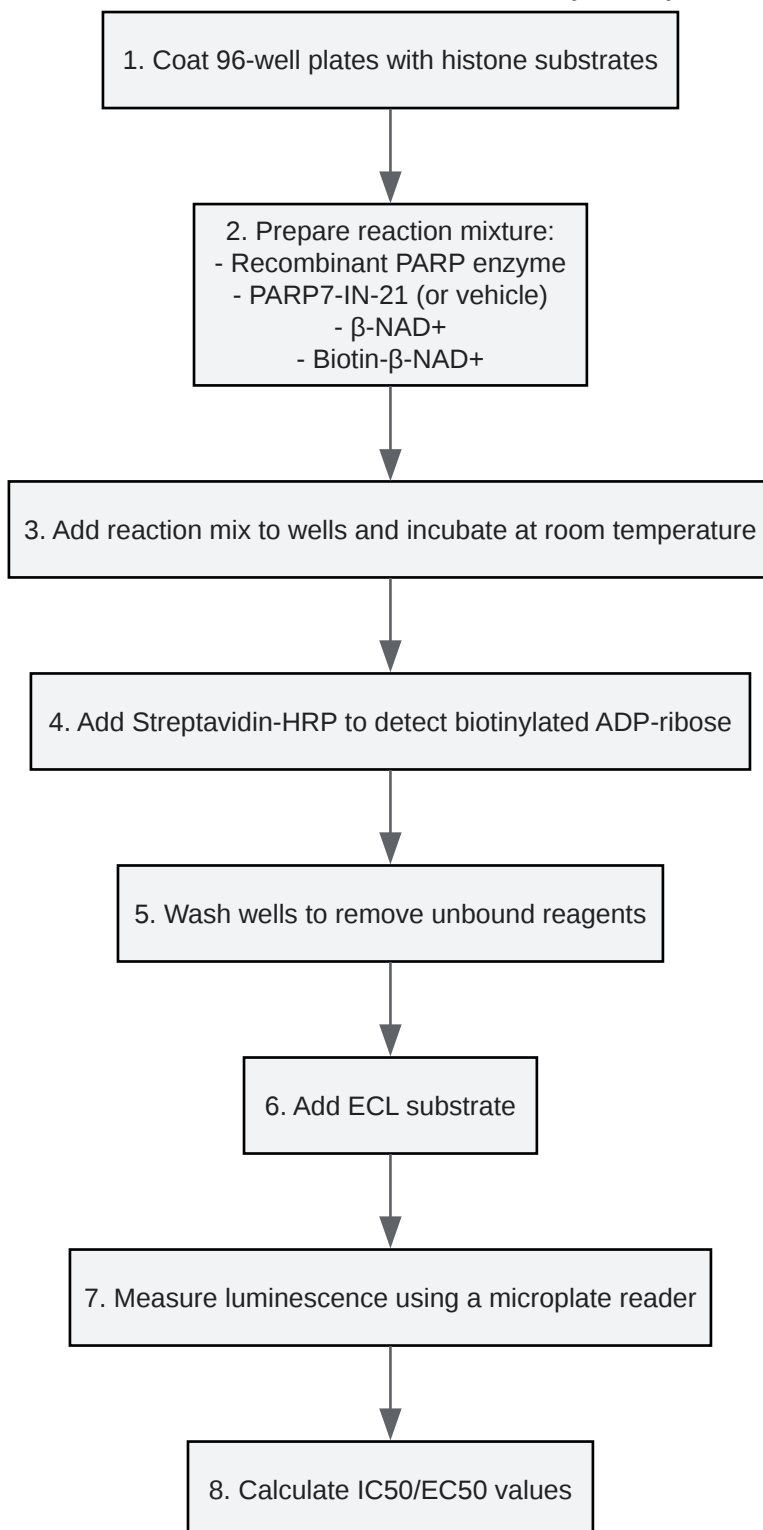 1. Coat 96-well plates with histone substrates
2. Prepare reaction mixture:
- Recombinant PARP enzyme
- PARP7-IN-21 (or vehicle)
- β-NAD+
- Biotin-β-NAD+
3. Add reaction mix to wells and incubate at room temperature
4. Add Streptavidin-HRP to detect biotinylated ADP-ribose
5. Wash wells to remove unbound reagents
6. Add ECL substrate
7. Measure luminescence using a microplate reader
8. Calculate IC50/EC50 values